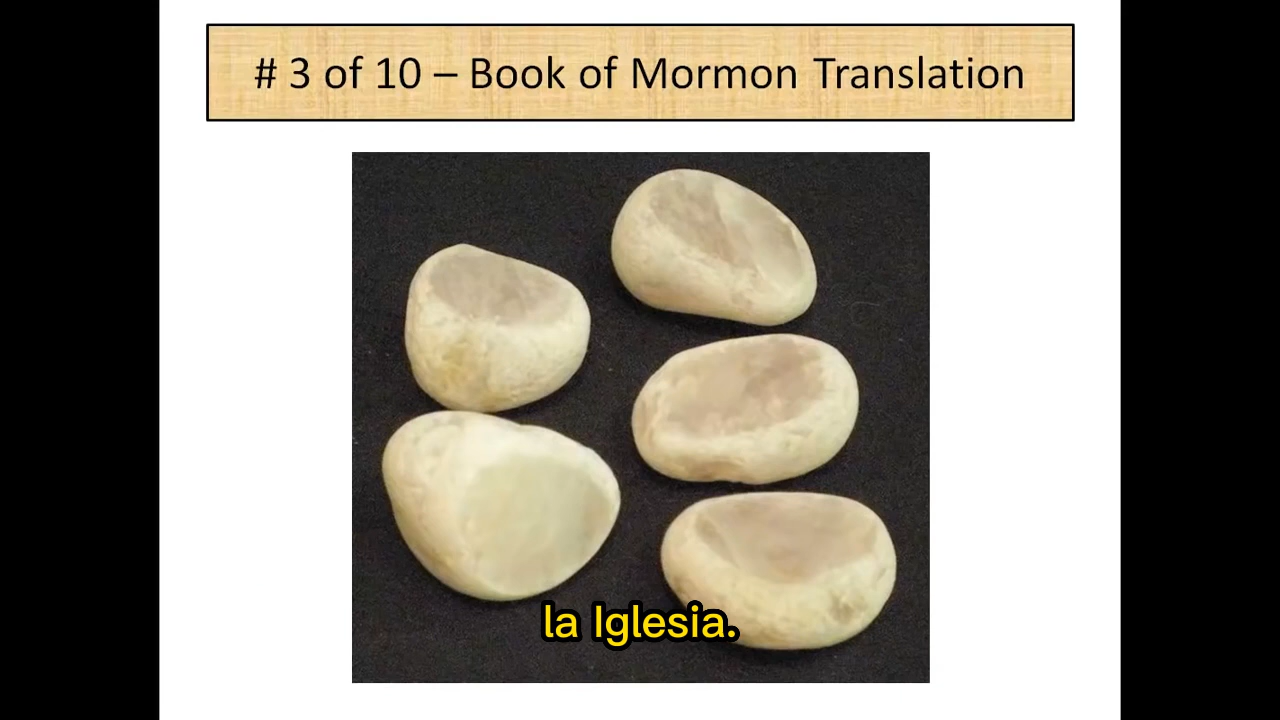 # 3 of 10 – Book of Mormon Translation
la Iglesia.